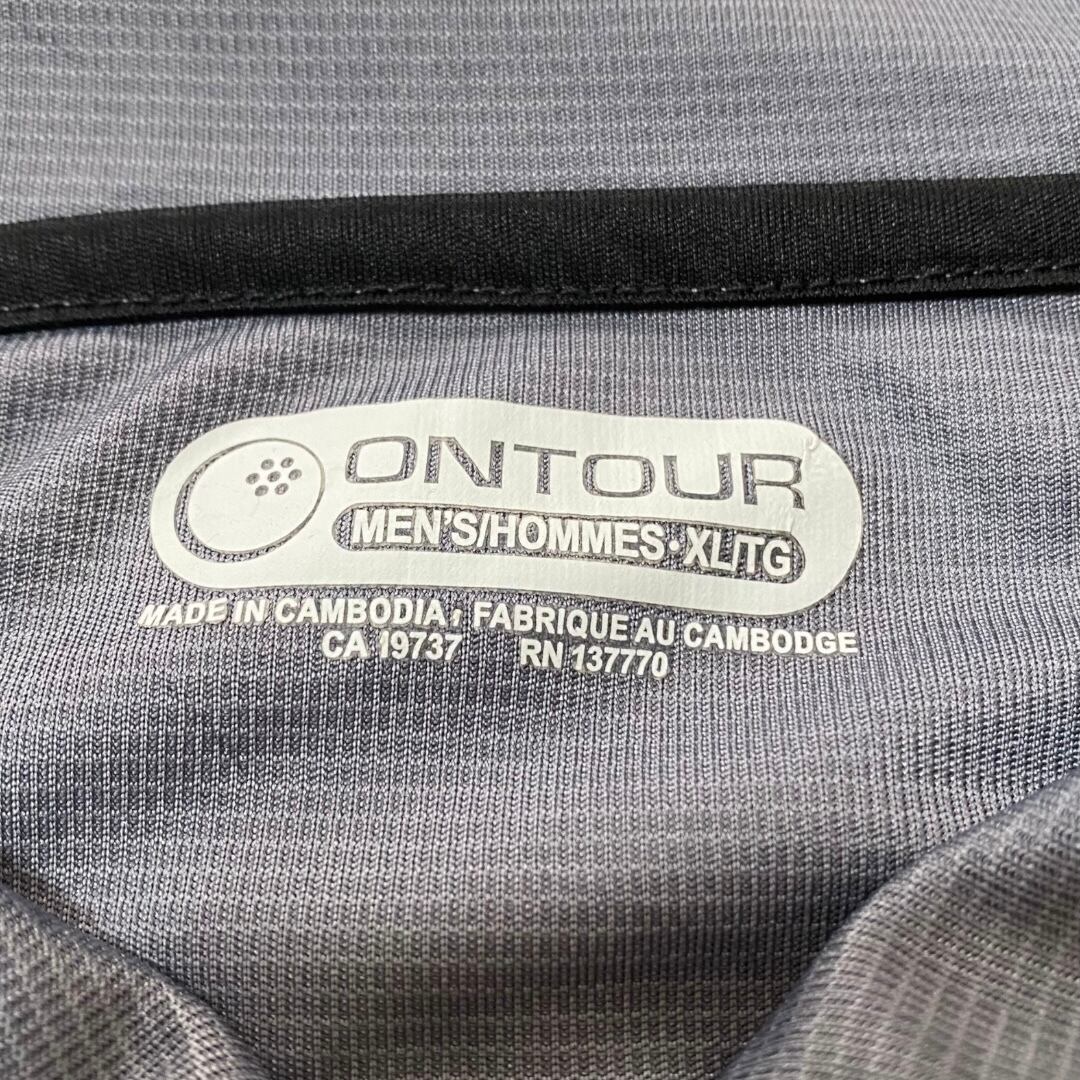 ONTOUR
MEN'S/HOMMES•XL/TG
MADE IN CAMBODIA, FABRIQUE AU CAMBODGE
CA 19737 RN 137770